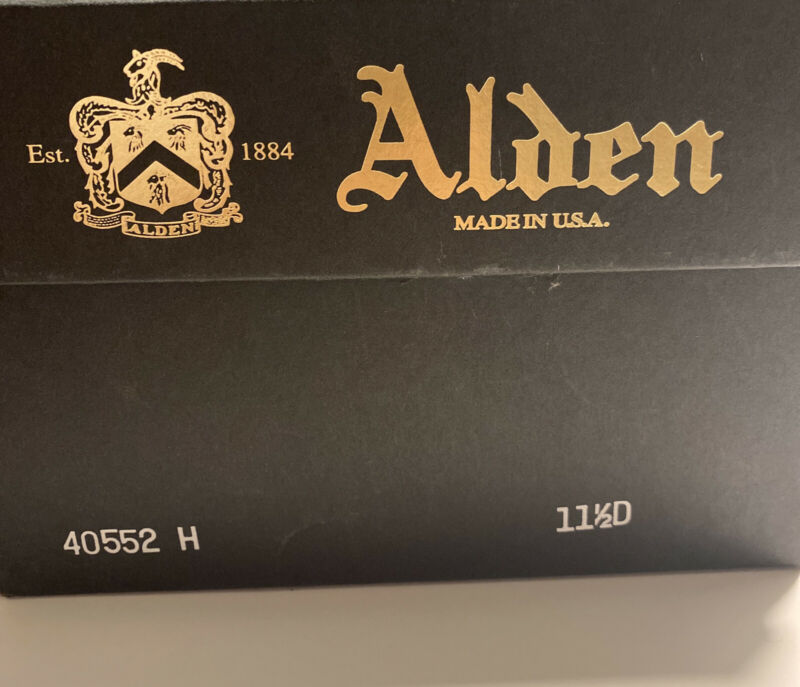 Est.
1884
ALDEN
Alden
MADE IN U.S.A.
40552 H
11½D